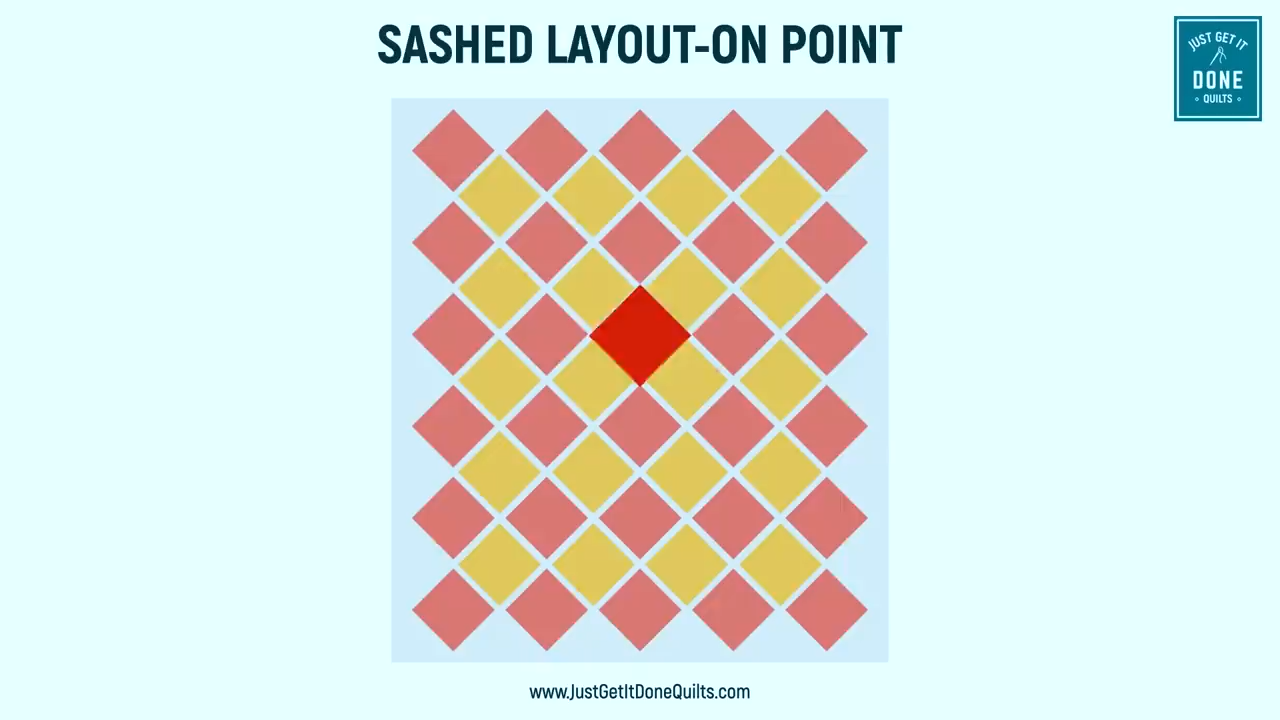 SASHED LAYOUT-ON POINT
JUST GET IT
DONE
QUILTS
www.JustGetItDoneQuilts.com